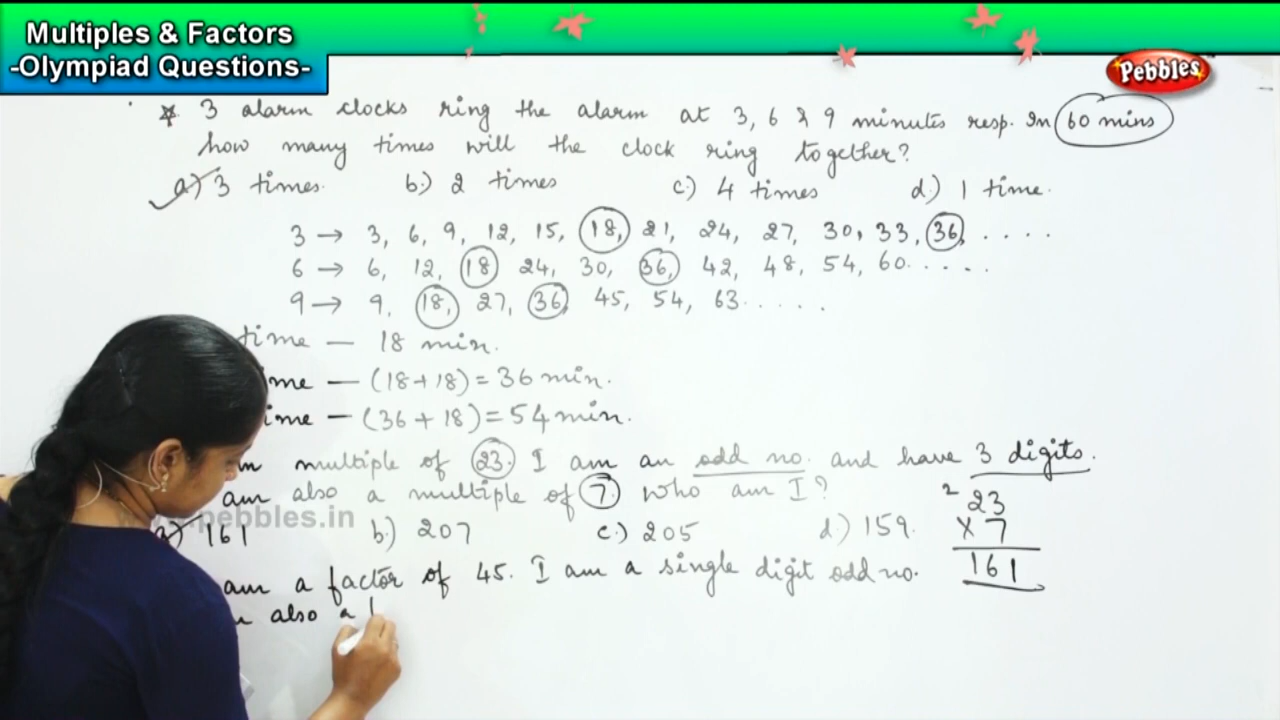 Multiples & Factors
-Olympiad Questions-
Pebbles
☆ 3 alarm clocks ring the alarm at 3, 6 & 9 minutes resp. In 60 mins
how many times will the clock ring together?
a.) 3 times. b.) 2 times c.) 4 times d.) 1 time.
3 → 3, 6, 9, 12, 15, 18, 21, 24, 27, 30, 33, 36, ....
6 → 6, 12, 18 24, 30, 36, 42, 48, 54, 60.....
9 → 9, 18, 27, 36, 45, 54, 63.....
time — 18 min.
— (18+18) = 36 min.
— (36 + 18) = 54 min.
multiple of 23. I am an odd no. and have 3 digits.
am also a multiple of 7. Who am I?
pebbles.in
a) 161 b.) 207 c.) 205 d.) 159.
2
23
x 7
161
am a factor of 45. I am a single digit odd no.
also a